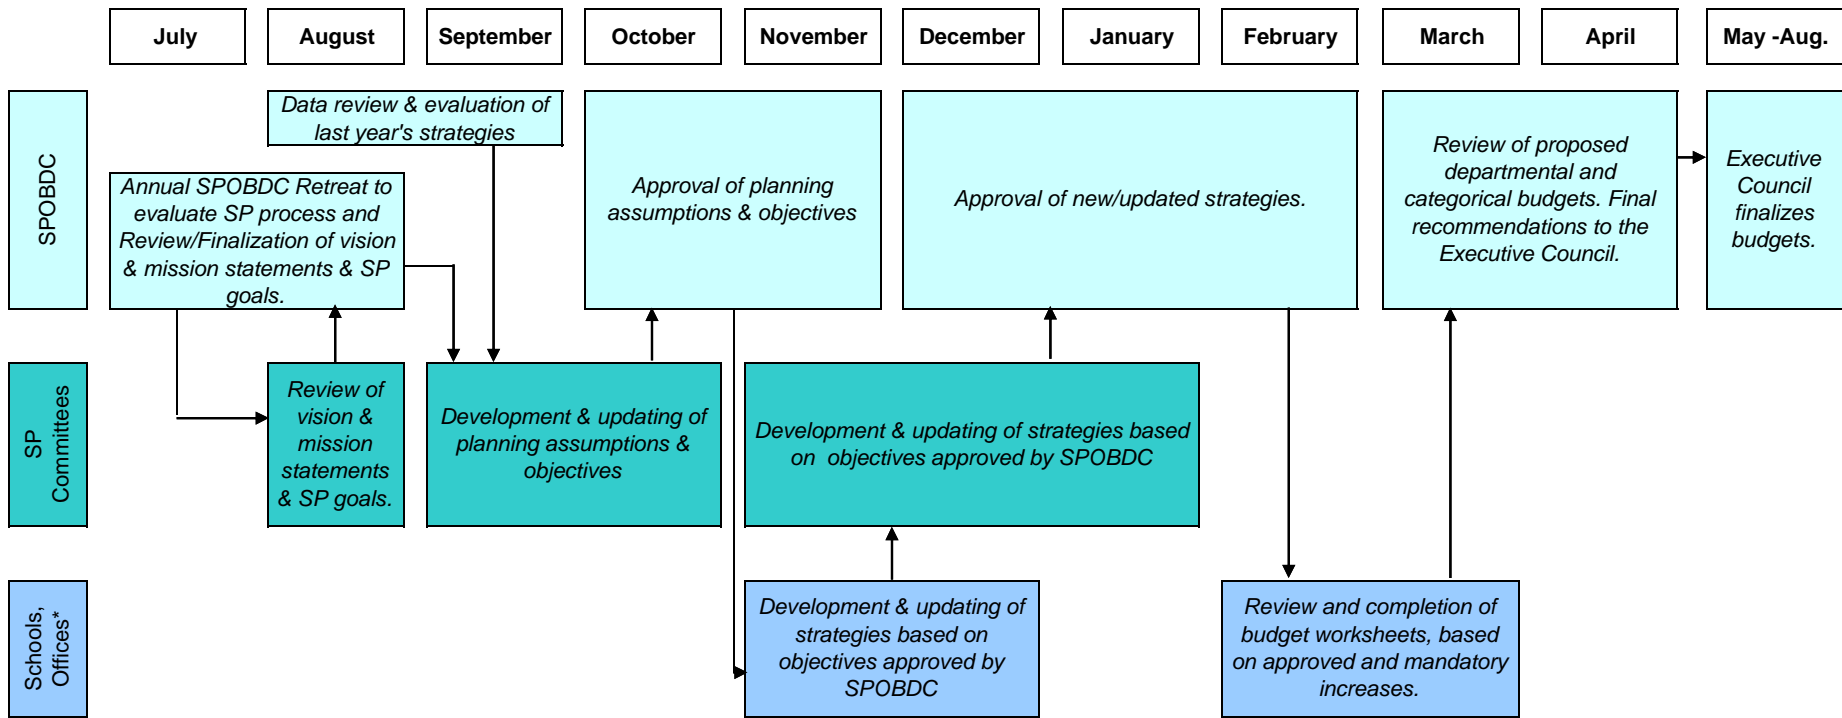 July
August
September
October
November
December
January
February
March
April
May -Aug.
SPOBDC
Data review & evaluation of
last year's strategies
Annual SPOBDC Retreat to
evaluate SP process and
Review/Finalization of vision
& mission statements & SP
goals.
Approval of planning
assumptions & objectives
Approval of new/updated strategies.
Review of proposed
departmental and
categorical budgets. Final
recommendations to the
Executive Council.
Executive
Council
finalizes
budgets.
SP
Committees
Review of
vision &
mission
statements
& SP goals.
Development & updating of
planning assumptions &
objectives
Development & updating of strategies based
on objectives approved by SPOBDC
Schools,
Offices*
Development & updating of
strategies based on
objectives approved by
SPOBDC
Review and completion of
budget worksheets, based
on approved and mandatory
increases.